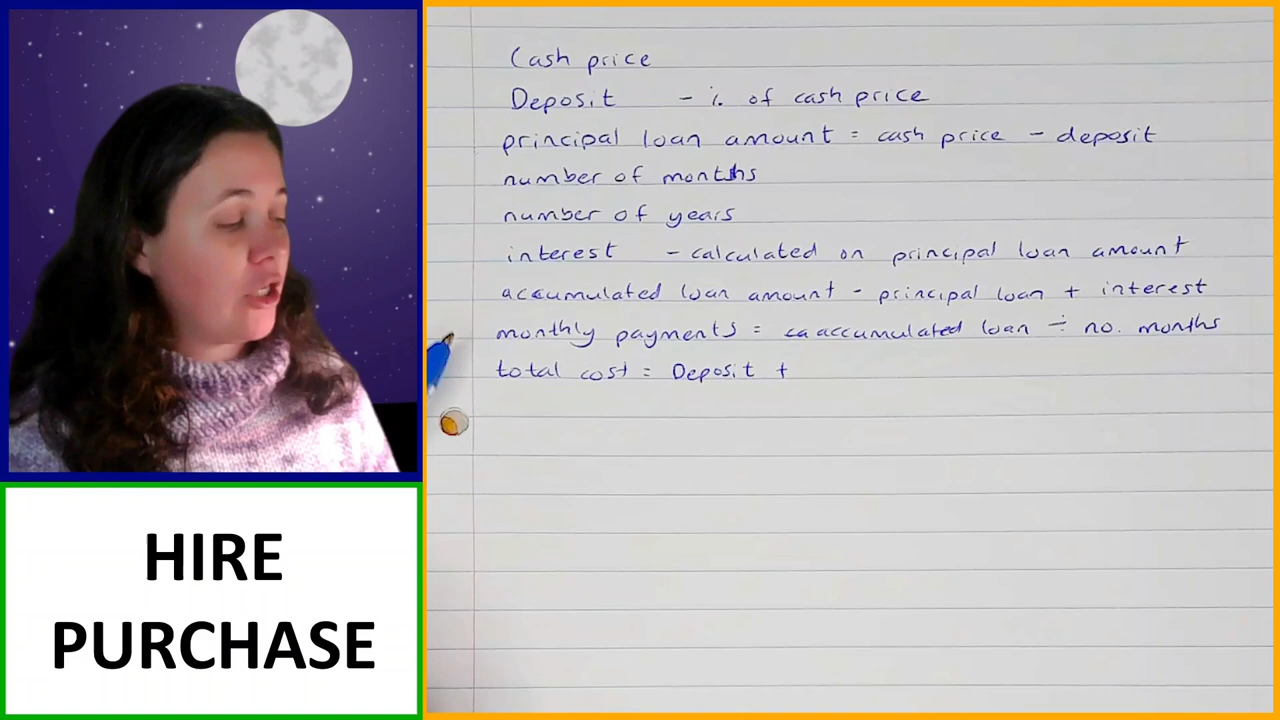 Cash price
Deposit - % of cash price
principal loan amount = cash price - deposit
number of months
number of years
interest - calculated on principal loan amount
accumulated loan amount - principal loan + interest
monthly payments = ca accumulated loan ÷ no. months
total cost = Deposit +
HIRE
PURCHASE